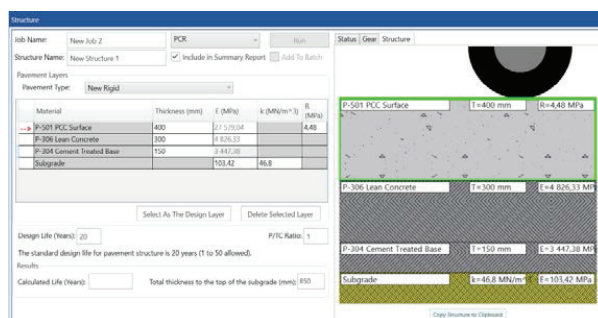 Structure
Job Name: New Job 2 PCR Run
Structure Name: New Structure 1 Include in Summary Report Add To Batch
Pavement Layers
Pavement Type: New Rigid
Material Thickness (mm) E (MPa) k (MN/m^3) R (MPa)
P-501 PCC Surface 400 27 579,04 4,48
P-306 Lean Concrete 300 4 826,33
P-304 Cement Treated Base 150 3 447,38
Subgrade 103,42 46,8
Select As The Design Layer Delete Selected Layer
Design Life (Years): 20 P/TC Ratio: 1
The standard design life for pavement structure is 20 years (1 to 50 allowed).
Results
Calculated Life (Years): Total thickness to the top of the subgrade (mm): 850
Status Gear Structure
P-501 PCC Surface T=400 mm R=4,48 MPa
P-306 Lean Concrete T=300 mm E=4 826,33 MP
P-304 Cement Treated Base T=150 mm E=3 447,38 MP
Subgrade k=46,8 MN/m^ E=103,42 MPa
Copy Structure to Clipboard